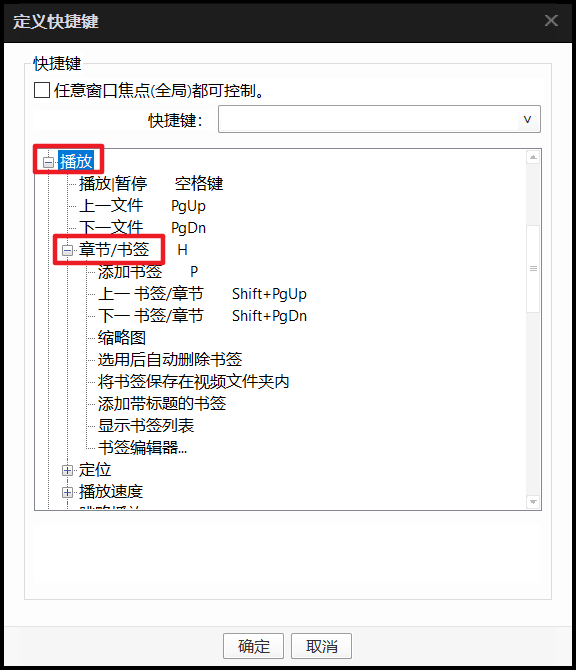 定义快捷键
快捷键
任意窗口焦点(全局)都可控制。
快捷键：
播放
播放|暂停 空格键
上一文件 PgUp
下一文件 PgDn
章节/书签 H
添加书签 P
上一 书签/章节 Shift+PgUp
下一 书签/章节 Shift+PgDn
缩略图
选用后自动删除书签
将书签保存在视频文件夹内
添加带标题的书签
显示书签列表
书签编辑器...
定位
播放速度
确定 取消